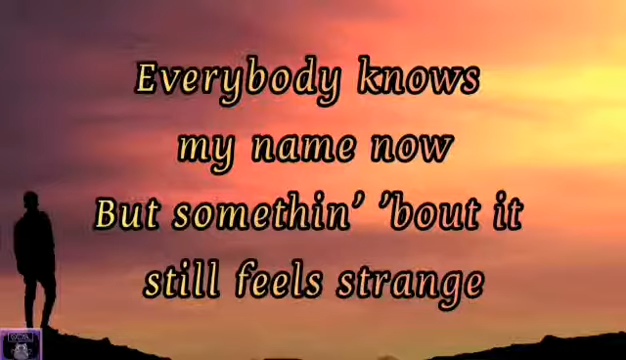 Everybody knows
my name now
But somethin’ ’bout it
still feels strange